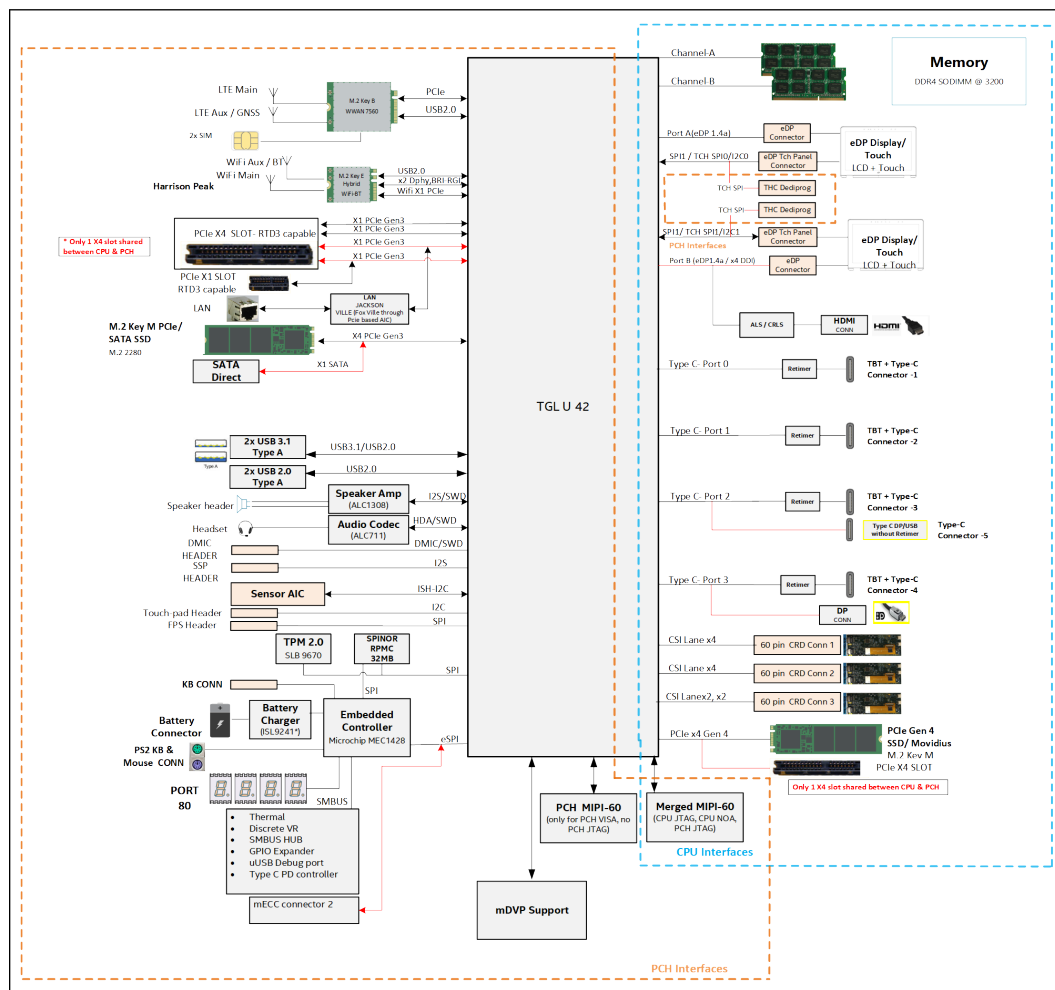 LTE Main
LTE Aux / GNSS
2x SIM
M.2 Key B
WWAN 7560
PCIe
USB2.0
WiFi Aux / BT
WiFi Main
Harrison Peak
M.2 Key E
Hybrid
WiFi-BT
USB2.0
x2 Dphy,BRI-RGI
Wifi X1 PCIe
* Only 1 X4 slot shared
between CPU & PCH
PCIe X4 SLOT- RTD3 capable
X1 PCIe Gen3
X1 PCIe Gen3
X1 PCIe Gen3
X1 PCIe Gen3
PCIe X1 SLOT
RTD3 capable
LAN
LAN
JACKSON
VILLE (Fox Ville through
Pcie based AIC)
M.2 Key M PCIe/
SATA SSD
M.2 2280
X4 PCIe Gen3
SATA
Direct
X1 SATA
TGL U 42
Type A
2x USB 3.1
Type A
USB3.1/USB2.0
2x USB 2.0
Type A
USB2.0
Speaker header
Speaker Amp
(ALC1308)
I2S/SWD
Headset
Audio Codec
(ALC711)
HDA/SWD
DMIC
HEADER
DMIC/SWD
SSP
HEADER
I2S
Sensor AIC
ISH-I2C
Touch-pad Header
I2C
FPS Header
SPI
TPM 2.0
SLB 9670
SPINOR
RPMC
32MB
SPI
KB CONN
SPI
Battery
Connector
Battery
Charger
(ISL9241*)
Embedded
Controller
Microchip MEC1428
eSPI
PS2 KB &
Mouse CONN
PORT
80
SMBUS
• Thermal
• Discrete VR
• SMBUS HUB
• GPIO Expander
• uUSB Debug port
• Type C PD controller
mECC connector 2
PCH MIPI-60
(only for PCH VISA, no
PCH JTAG)
Merged MIPI-60
(CPU JTAG, CPU NOA,
PCH JTAG)
mDVP Support
PCH Interfaces
CPU Interfaces
Channel-A
Channel-B
Memory
DDR4 SODIMM @ 3200
Port A(eDP 1.4a)
eDP
Connector
eDP Display/
Touch
LCD + Touch
SPI1 / TCH SPI0/I2C0
eDP Tch Panel
Connector
TCH SPI
THC Dediprog
TCH SPI
THC Dediprog
SPI1/ TCH SPI1/I2C1
eDP Tch Panel
Connector
PCH Interfaces
eDP Display/
Touch
LCD + Touch
Port B (eDP1.4a / x4 DDI)
eDP
Connector
ALS / CRLS
HDMI
CONN
HDMI
Type C- Port 0
Retimer
TBT + Type-C
Connector -1
Type C- Port 1
Retimer
TBT + Type-C
Connector -2
Type C- Port 2
Retimer
TBT + Type-C
Connector -3
Type C DP/USB
without Retimer
Type-C
Connector -5
Type C- Port 3
Retimer
TBT + Type-C
Connector -4
DP
CONN
CSI Lane x4
60 pin CRD Conn 1
CSI Lane x4
60 pin CRD Conn 2
CSI Lanex2, x2
60 pin CRD Conn 3
PCIe x4 Gen 4
PCIe Gen 4
SSD/ Movidius
M.2 Key M
PCIe X4 SLOT
Only 1 X4 slot shared between CPU & PCH